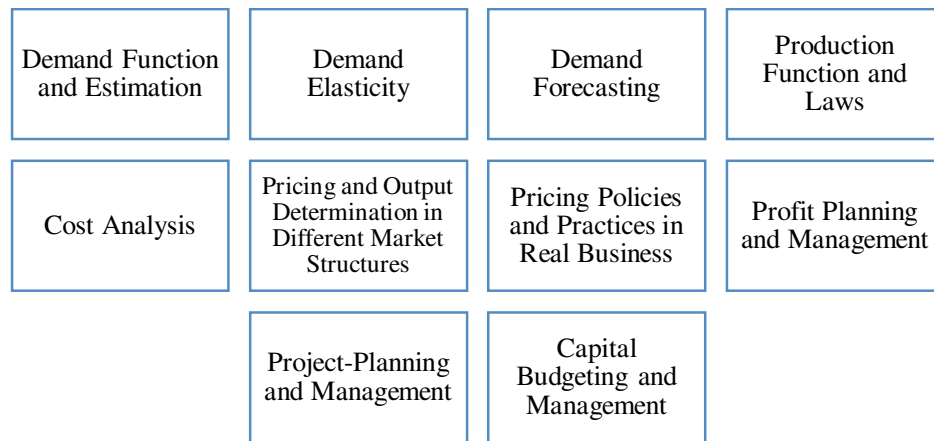 Demand Function
and Estimation
Demand
Elasticity
Demand
Forecasting
Production
Function and
Laws
Cost Analysis
Pricing and Output
Determination in
Different Market
Structures
Pricing Policies
and Practices in
Real Business
Profit Planning
and Management
Project-Planning
and Management
Capital
Budgeting and
Management